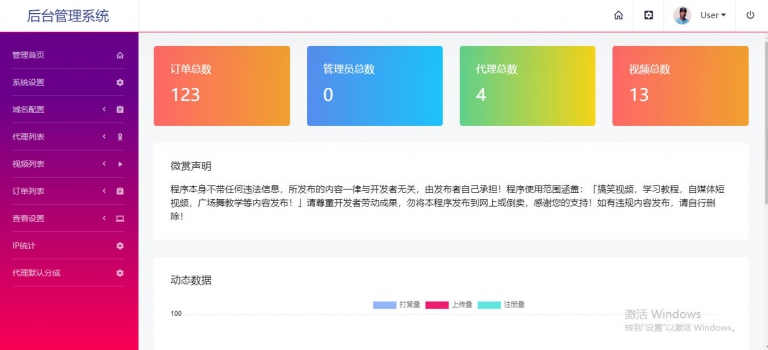 后台管理系统
User
管理首页
系统设置
域名配置
代理列表
视频列表
订单列表
查看设置
IP统计
代理默认分成
订单总数
123
管理员总数
0
代理总数
4
视频总数
13
微赏声明
程序本身不带任何违法信息，所发布的内容一律与开发者无关，由发布者自己承担！程序使用范围涵盖：「搞笑视频，学习教程，自媒体短
视频，广场舞教学等内容发布！」请尊重开发者劳动成果，勿将本程序发布到网上或倒卖，感谢您的支持！如有违规内容发布，请自行删
除！
动态数据
打赏量 上传量 注册量
100
激活 Windows
转到"设置"以激活 Windows。